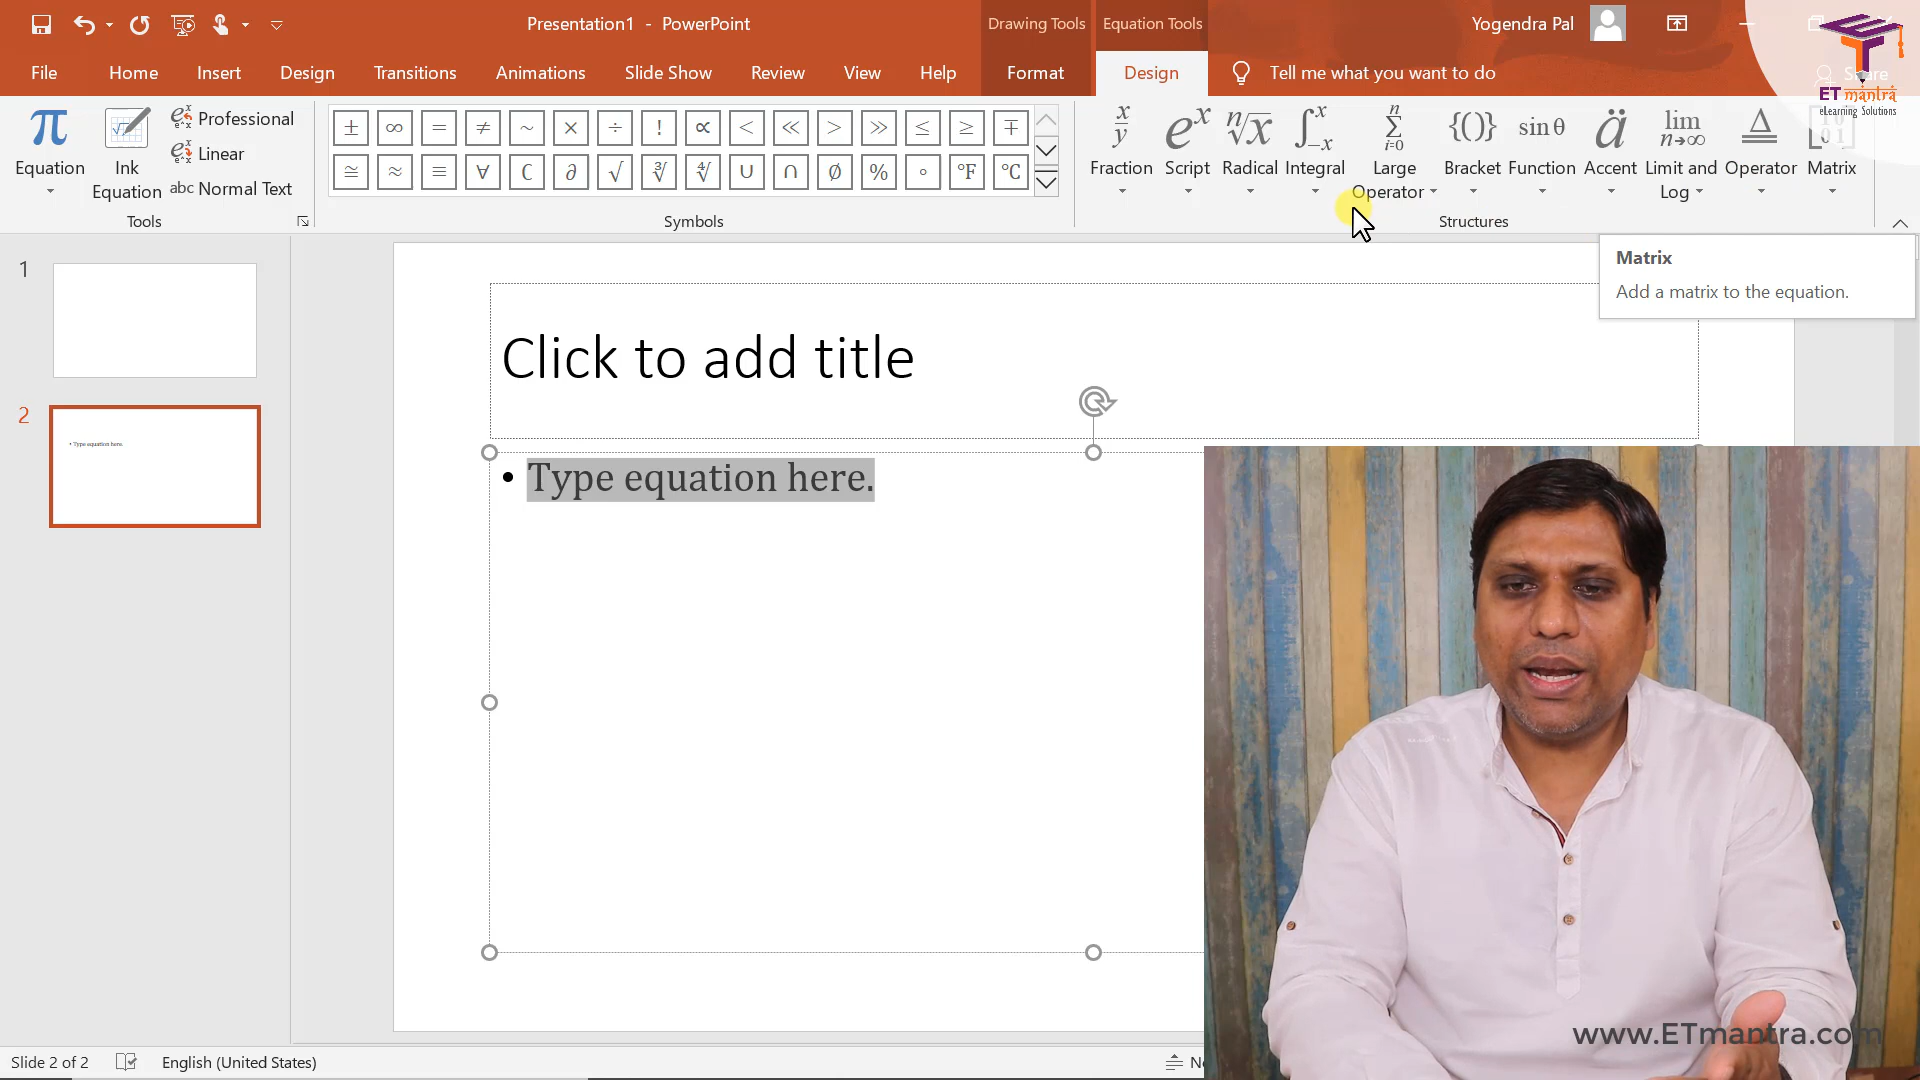 Presentation1 - PowerPoint
Drawing Tools
Equation Tools
Yogendra Pal
File
Home
Insert
Design
Transitions
Animations
Slide Show
Review
View
Help
Format
Design
Tell me what you want to do
Share
ET mantra
eLearning Solutions
Equation
Ink
Equation
Professional
Linear
abc Normal Text
Tools
± ∞ = ≠ ~ × ÷ ! ∝ < ≪ > ≫ ≤ ≥ ∓
≅ ≈ ≡ ∀ ∁ ∂ √ ∛ ∜ ∪ ∩ ∅ % ° °F °C
Symbols
Fraction
Script
Radical
Integral
Large
Operator
Bracket
Function
Accent
Limit and
Log
Operator
Matrix
Structures
Matrix
Add a matrix to the equation.
1
2
• Type equation here.
Click to add title
• Type equation here.
www.ETmantra.com
Slide 2 of 2
English (United States)